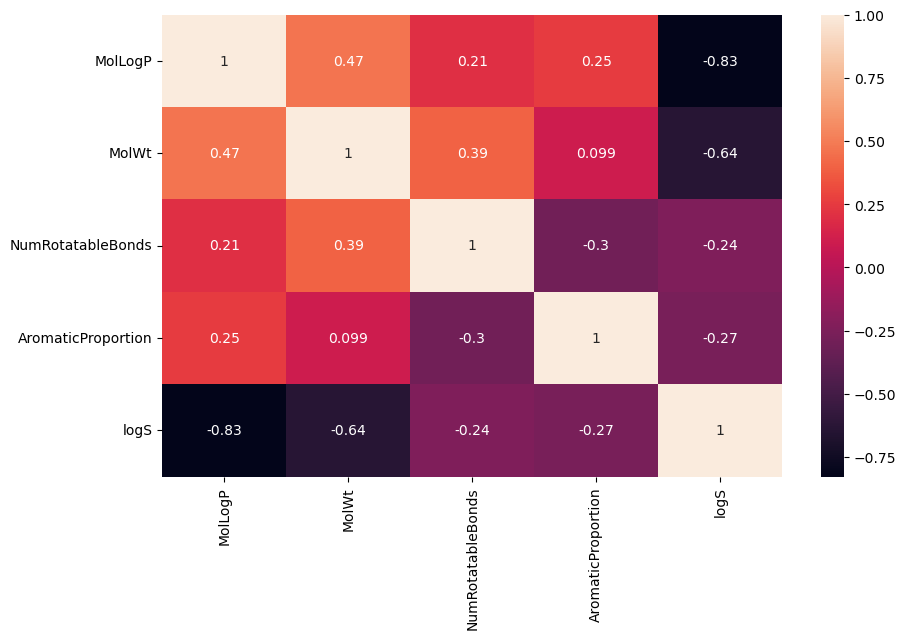 MolLogP 1 0.47 0.21 0.25 -0.83
MolWt 0.47 1 0.39 0.099 -0.64
NumRotatableBonds 0.21 0.39 1 -0.3 -0.24
AromaticProportion 0.25 0.099 -0.3 1 -0.27
logS -0.83 -0.64 -0.24 -0.27 1
MolLogP
MolWt
NumRotatableBonds
AromaticProportion
logS
1.00
0.75
0.50
0.25
0.00
−0.25
−0.50
−0.75